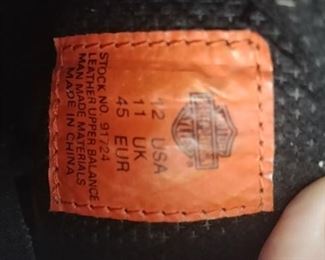 12 USA
11 UK
45 EUR
STOCK NO. 91724
LEATHER UPPER BALANCE
MAN MADE MATERIALS
MADE IN CHINA